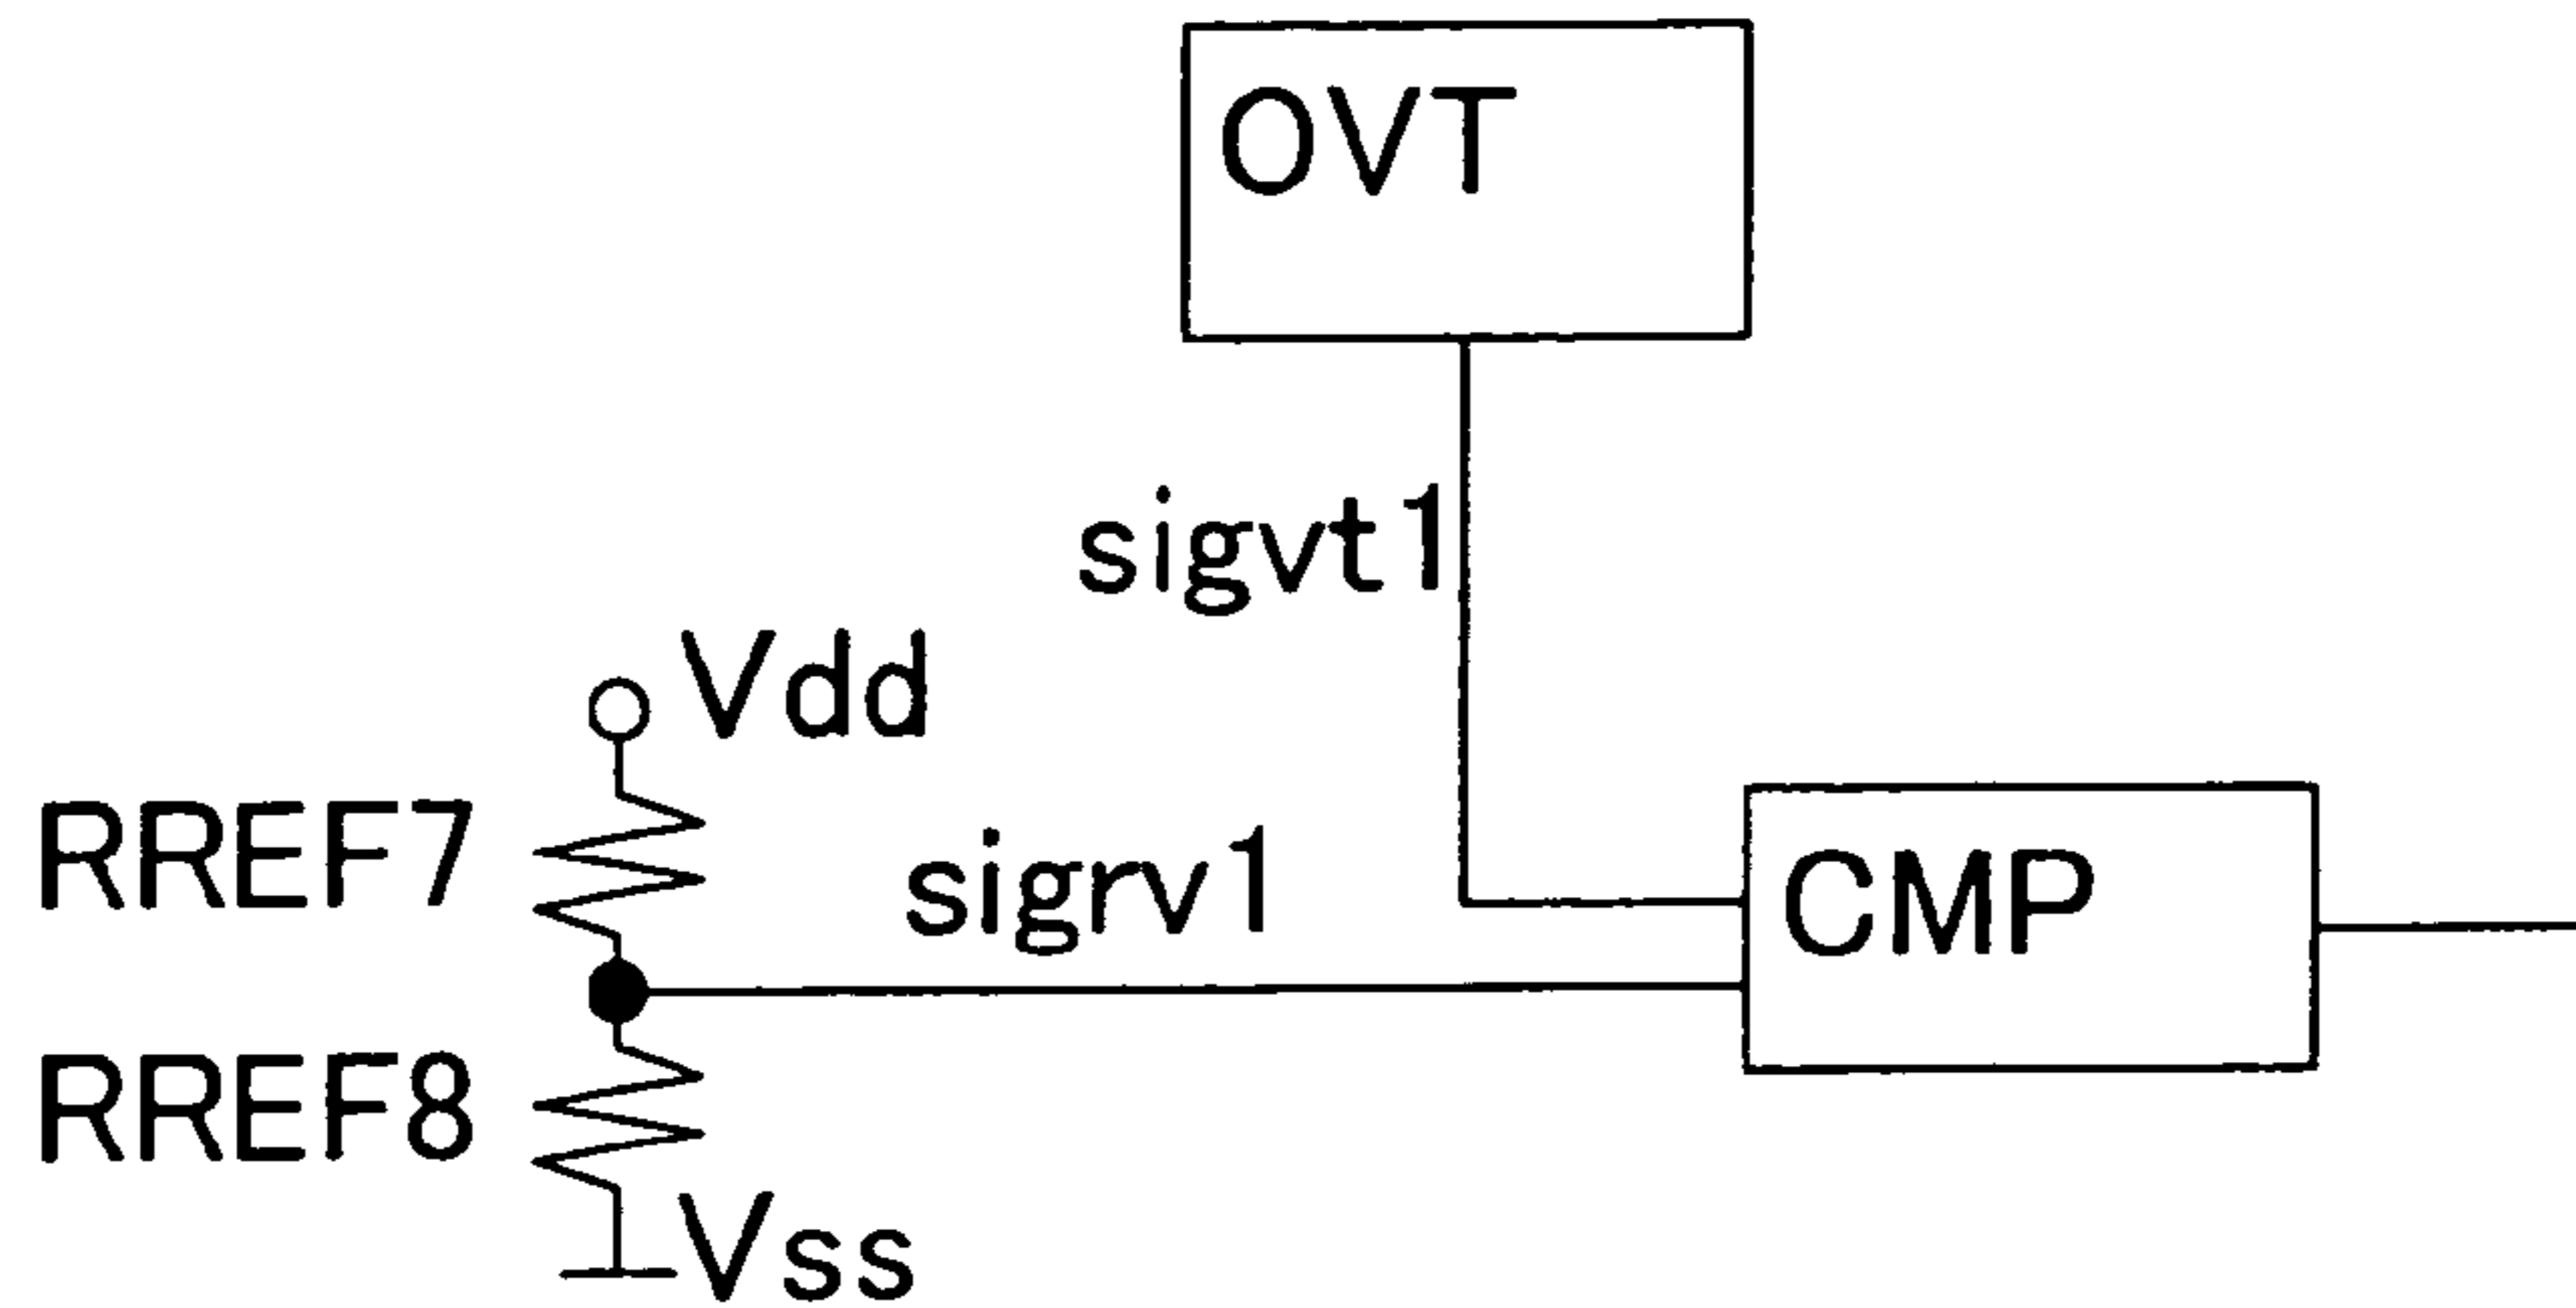 OVT
sigvt1
Vdd
RREF7
sigrv1
CMP
RREF8
Vss